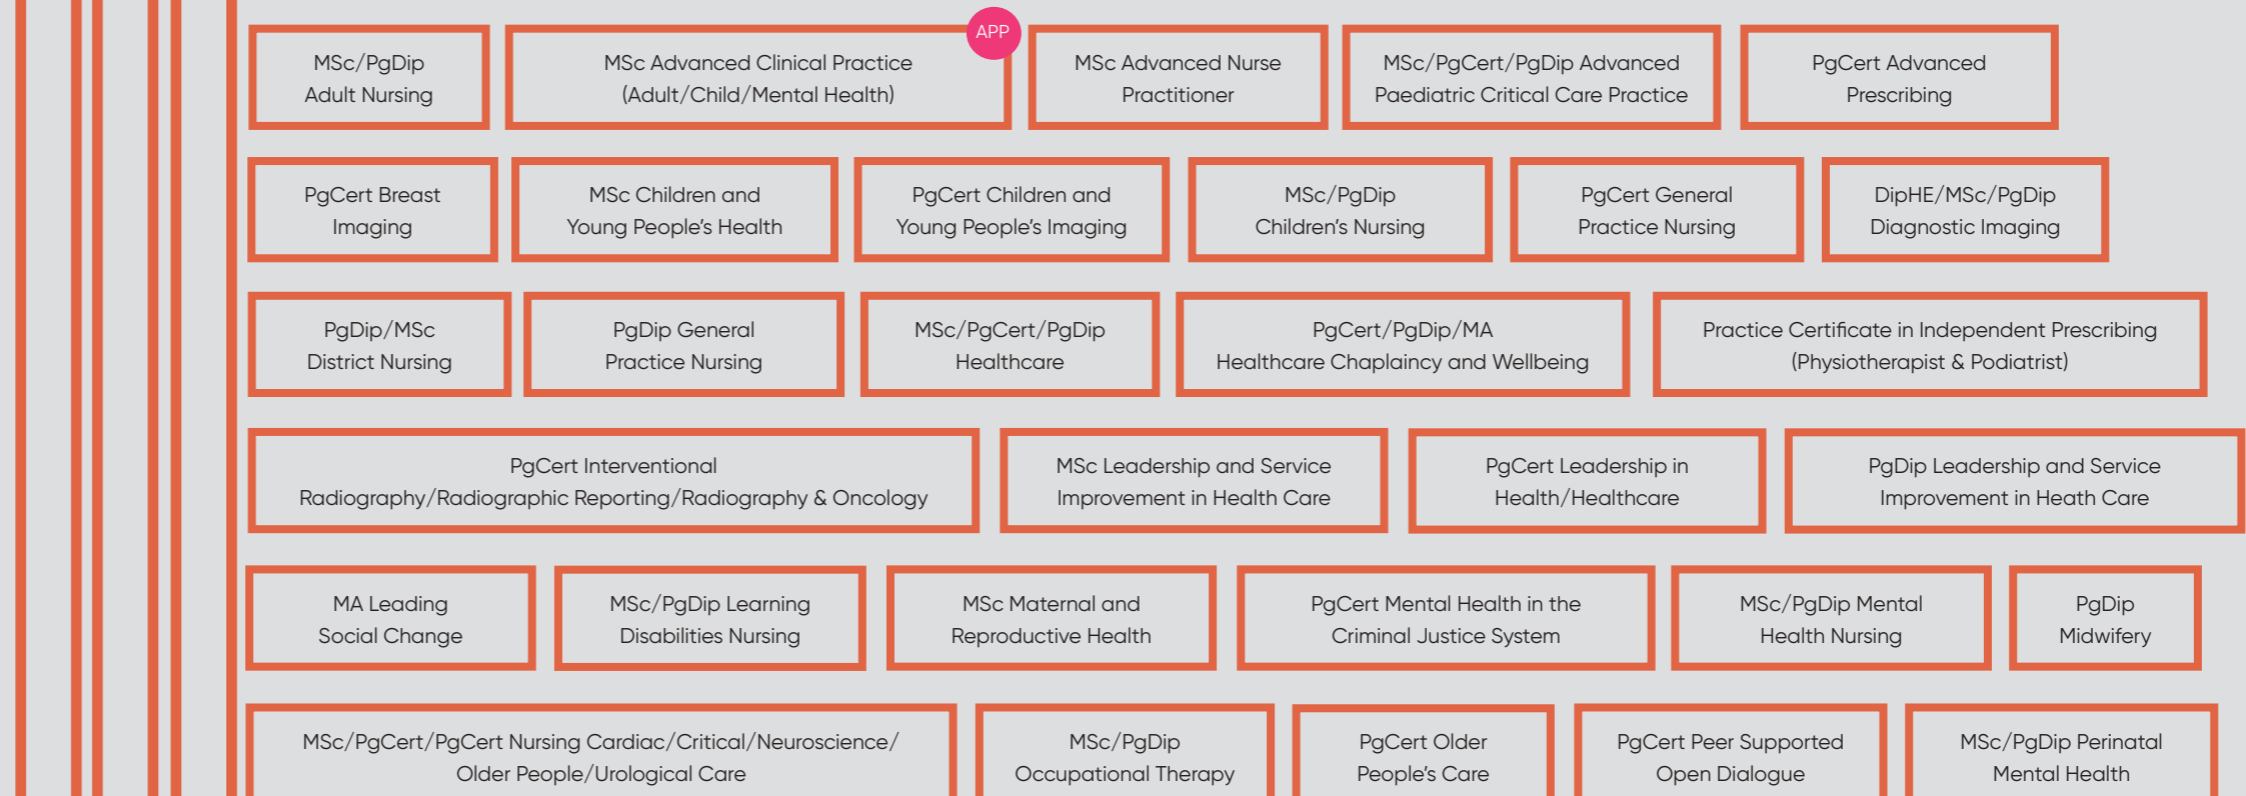 APP
MSc/PgDip
Adult Nursing
MSc Advanced Clinical Practice
(Adult/Child/Mental Health)
MSc Advanced Nurse
Practitioner
MSc/PgCert/PgDip Advanced
Paediatric Critical Care Practice
PgCert Advanced
Prescribing
PgCert Breast
Imaging
MSc Children and
Young People's Health
PgCert Children and
Young People's Imaging
MSc/PgDip
Children's Nursing
PgCert General
Practice Nursing
DipHE/MSc/PgDip
Diagnostic Imaging
PgDip/MSc
District Nursing
PgDip General
Practice Nursing
MSc/PgCert/PgDip
Healthcare
PgCert/PgDip/MA
Healthcare Chaplaincy and Wellbeing
Practice Certificate in Independent Prescribing
(Physiotherapist & Podiatrist)
PgCert Interventional
Radiography/Radiographic Reporting/Radiography & Oncology
MSc Leadership and Service
Improvement in Health Care
PgCert Leadership in
Health/Healthcare
PgDip Leadership and Service
Improvement in Heath Care
MA Leading
Social Change
MSc/PgDip Learning
Disabilities Nursing
MSc Maternal and
Reproductive Health
PgCert Mental Health in the
Criminal Justice System
MSc/PgDip Mental
Health Nursing
PgDip
Midwifery
MSc/PgCert/PgCert Nursing Cardiac/Critical/Neuroscience/
Older People/Urological Care
MSc/PgDip
Occupational Therapy
PgCert Older
People's Care
PgCert Peer Supported
Open Dialogue
MSc/PgDip Perinatal
Mental Health